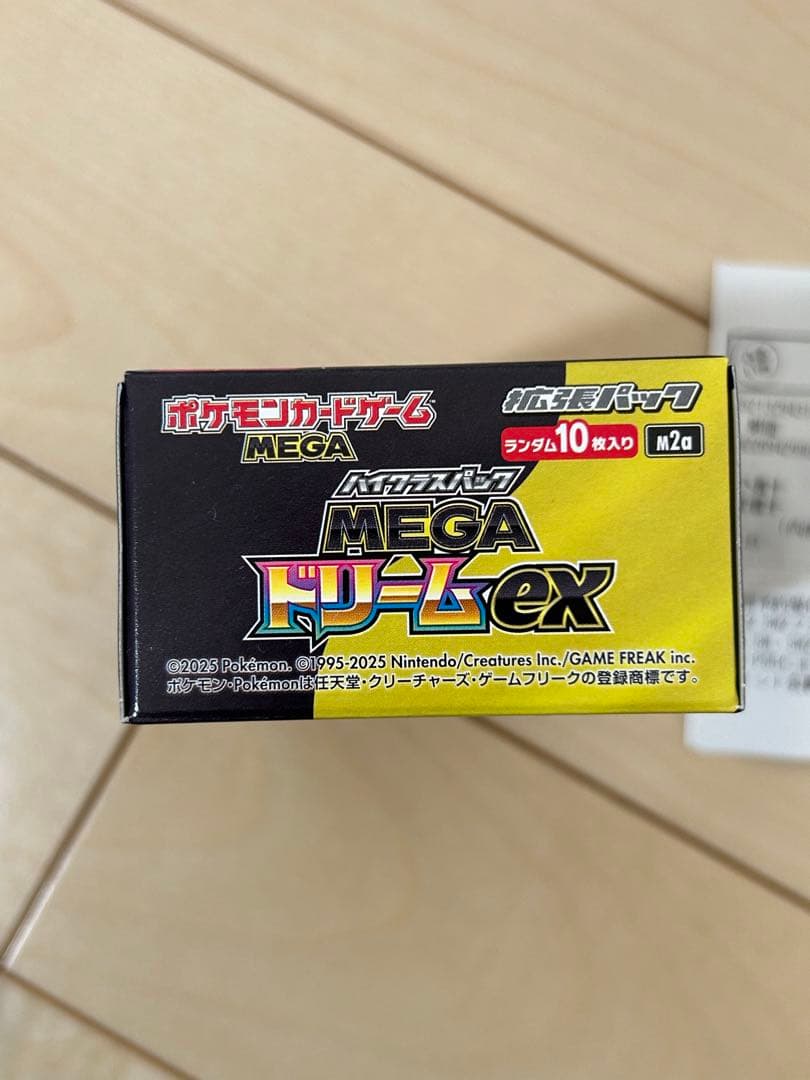 ポケモンカードゲーム
MEGA
拡張パック
ランダム10枚入り M2a
ハイクラスパック
MEGA
ドリームex
©2025 Pokémon. ©1995-2025 Nintendo/Creatures Inc./GAME FREAK inc.
ポケモン・Pokémonは任天堂・クリーチャーズ・ゲームフリークの登録商標です。